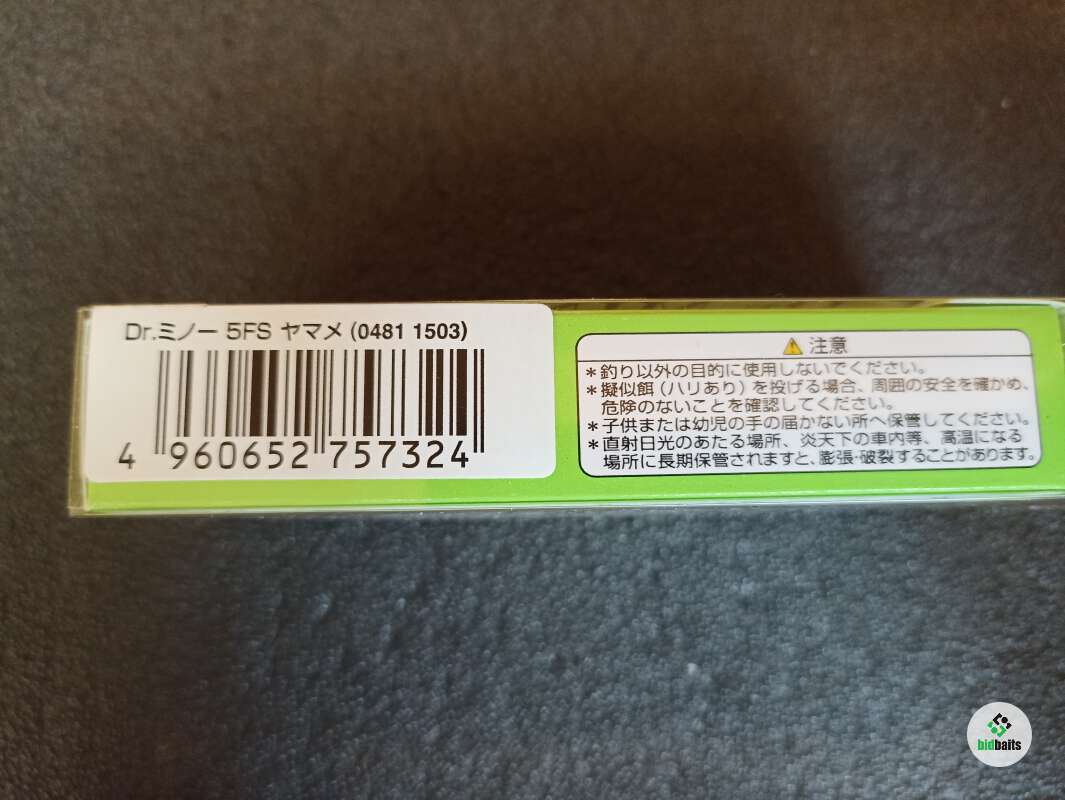 Dr.ミノー 5FS ヤマメ (0481 1503)
4 960652 757324
⚠ 注意
＊釣り以外の目的に使用しないでください。
＊擬似餌（ハリあり）を投げる場合、周囲の安全を確かめ、
危険のないことを確認してください。
＊子供または幼児の手の届かない所へ保管してください。
＊直射日光のあたる場所、炎天下の車内等、高温になる
場所に長期保管されますと、膨張・破裂することがあります。
bidbaits